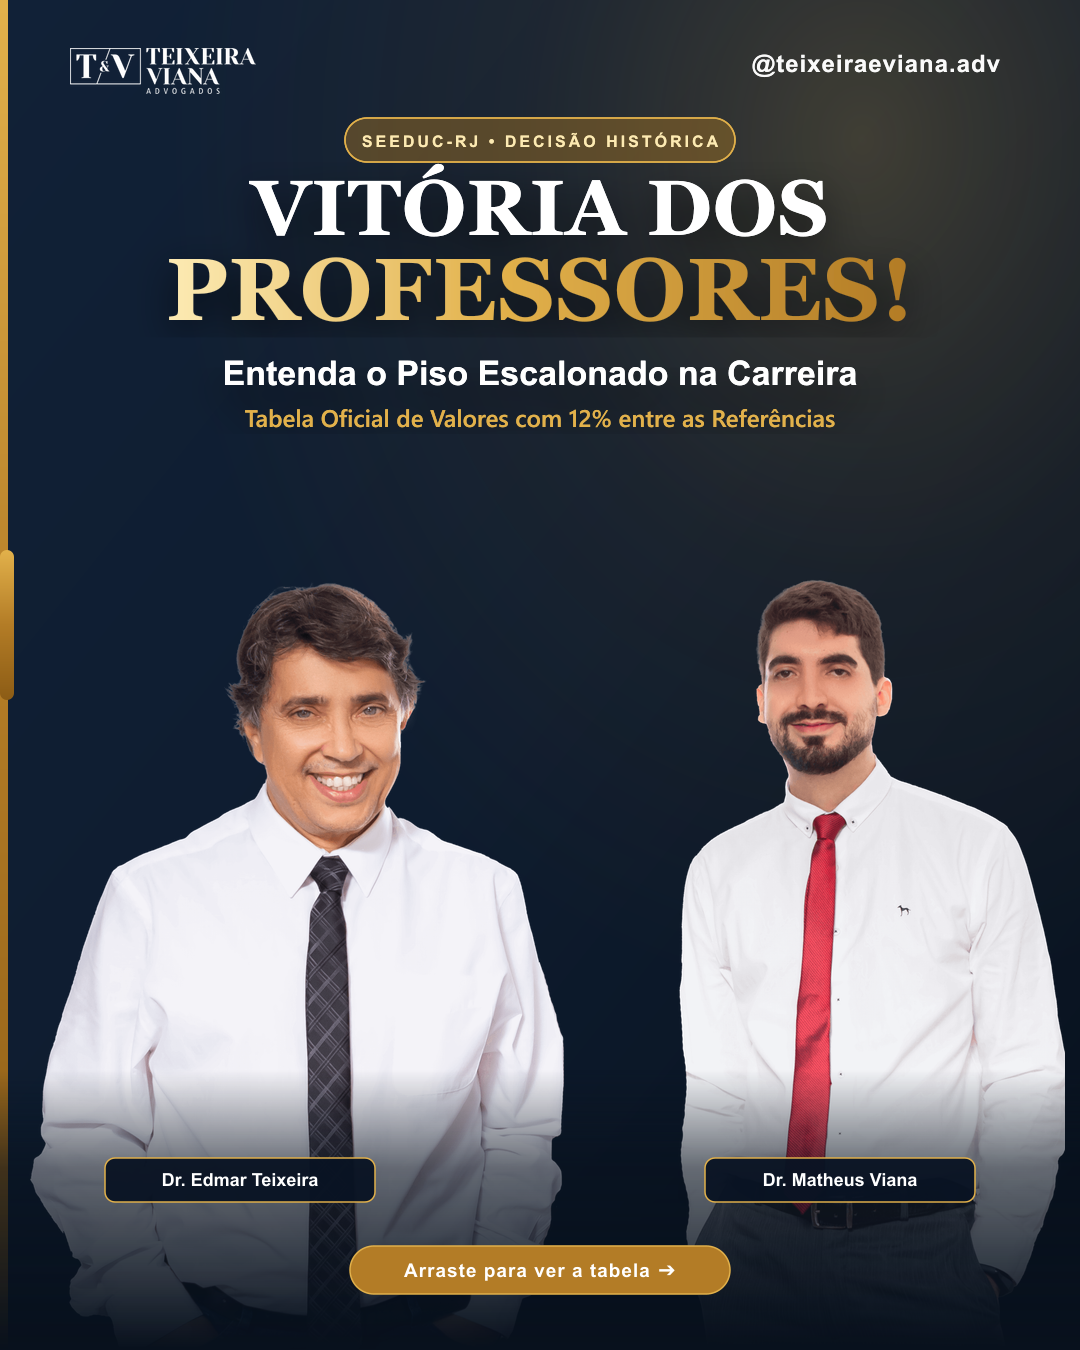 T&V TEIXEIRA
VIANA
ADVOGADOS
@teixeiraeviana.adv
SEEDUC-RJ • DECISÃO HISTÓRICA
VITÓRIA DOS
PROFESSORES!
Entenda o Piso Escalonado na Carreira
Tabela Oficial de Valores com 12% entre as Referências
Dr. Edmar Teixeira
Dr. Matheus Viana
Arraste para ver a tabela ➔